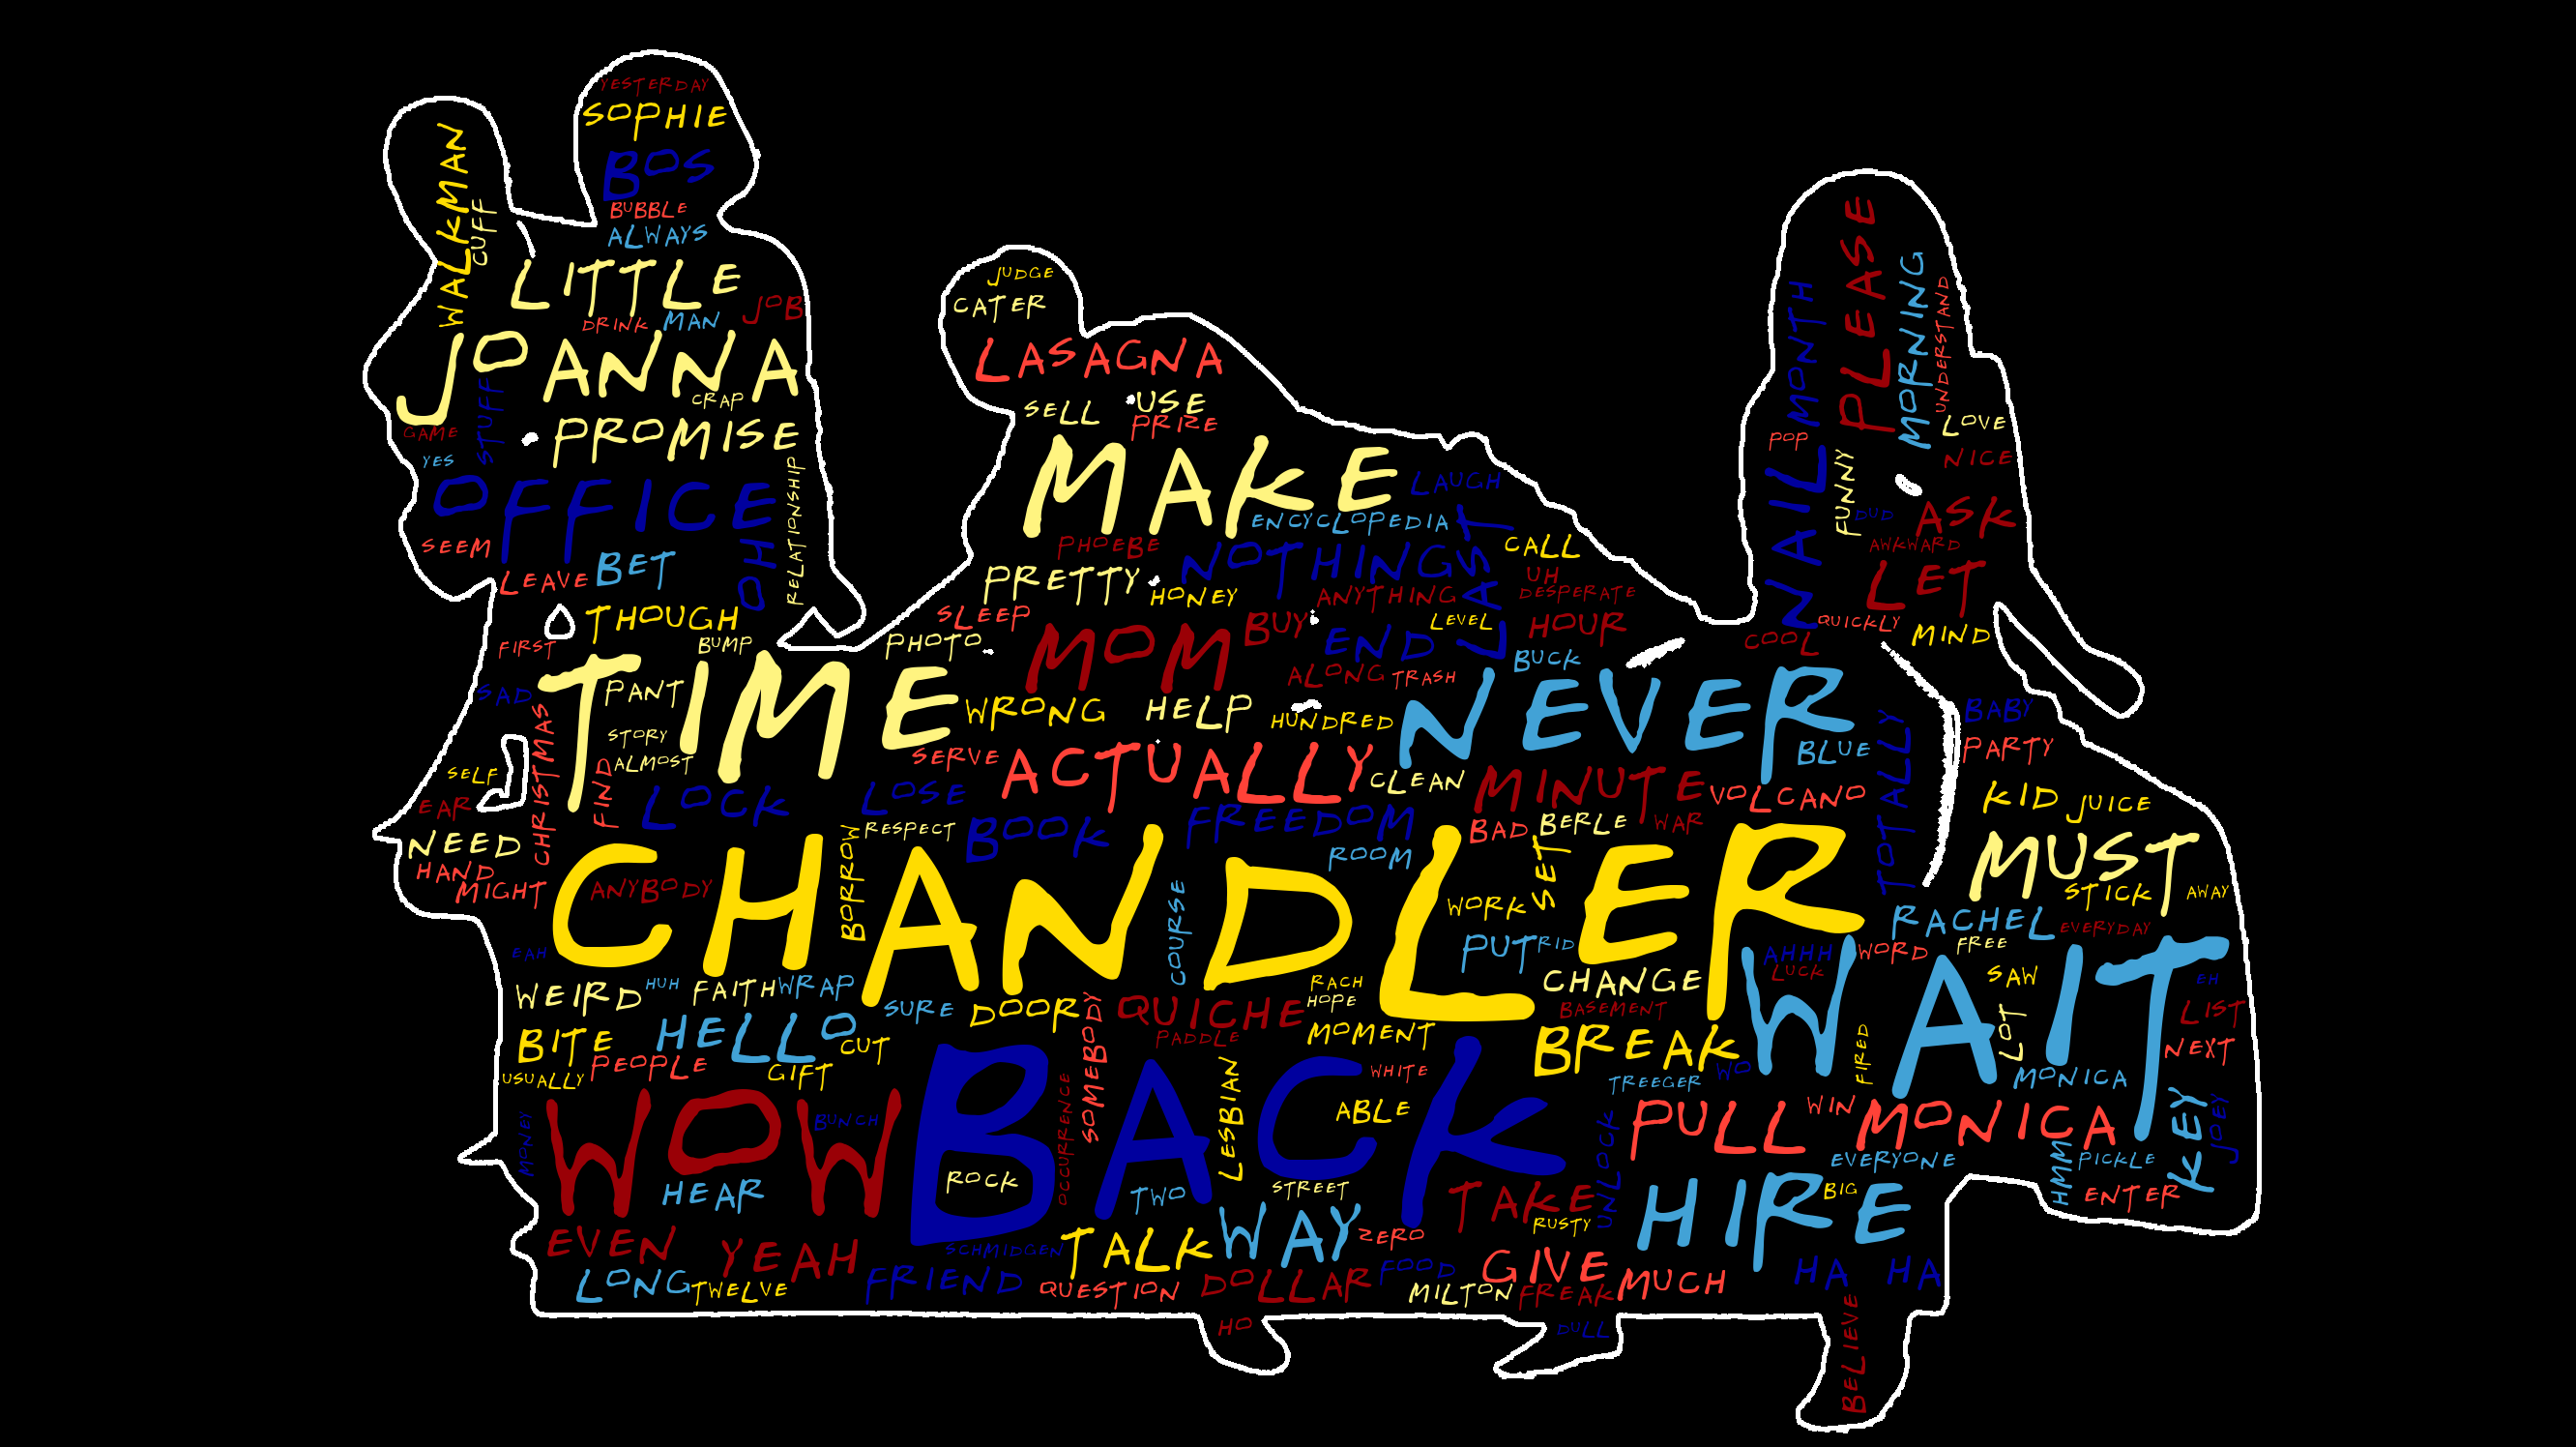 YESTERDAY
SOPHIE
BOS
BUBBLE
ALWAYS
WALKMAN
CUFF
LITTLE
JOB
DRINK
MAN
JOANNA
CRAP
STUFF
GAME
PROMISE
YES
OFFICE
RELATIONSHIP
SEEM
LEAVE
BET
OHO
THOUGH
FIRST
BUMP
JUDGE
CATER
LASAGNA
SELL
USE
PRIZE
MAKE
LAUGH
ENCYCLOPEDIA
PHOEBE
NOTHING
LAST
CALL
PRETTY
HONEY
ANYTHING
UH
DESPERATE
SLEEP
MOM
BUY
END
LEVEL
HOUR
PHOTO
ALONG
TRASH
BUCK
PLEASE
MONTH
MORNING
UNDERSTAND
LOVE
POP
NICE
NAIL
FUNNY
DUD
ASK
AWKWARD
LET
QUICKLY
COOL
MIND
SAD
TIME
PANT
WRONG
HELP
HUNDRED
NEVER
BLUE
BABY
PARTY
CHRISTMAS
STORY
ALMOST
FIND
SELF
SERVE
ACTUALLY
CLEAN
MINUTE
VOLCANO
TOTALLY
KID
JUICE
EAR
LOCK
LOSE
NEED
HAND
MIGHT
RESPECT
BOOK
FREEDOM
ROOM
BAD
BERLE
WAR
MUST
STICK
AWAY
ANYBODY
CHANDLER
BORROW
COURSE
WORK
SET
PUT
RID
RACHEL
EVERYDAY
EAH
AHHH
LUCK
WORD
FREE
WEIRD
HUH
FAITH
WRAP
SURE
DOOR
QUICHE
RACH
HOPE
CHANGE
BASEMENT
WAIT
SAW
EH
LIST
BITE
HELLO
CUT
PADDLE
MOMENT
BREAK
FIRED
LOT
NEXT
USUALLY
PEOPLE
GIFT
SOMEBODY
WHITE
TREEGER
WO
MONICA
MONEY
WOW
BUNCH
BACK
OCCURRENCE
LESBIAN
ABLE
UNLOCK
PULL
WIN
MONICA
KEY
JOEY
HEAR
ROCK
TWO
STREET
TAKE
RUSTY
EVERYONE
HMM
PICKLE
ENTER
HIRE
BIG
EVEN
YEAH
SCHMIDGEN
TALK
WAY
ZERO
LONG
TWELVE
FRIEND
QUESTION
DOLLAR
FOOD
GIVE
MILTON
FREAK
MUCH
HA HA
HO
DULL
BELIEVE